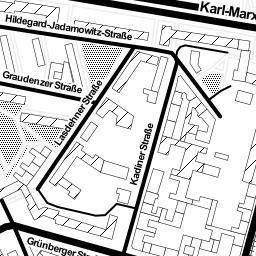 Karl-Marx
Hildegard-Jadamowitz-Straße
Graudenzer Straße
Lasdehner Straße
Kadiner Straße
Grünberger Straße